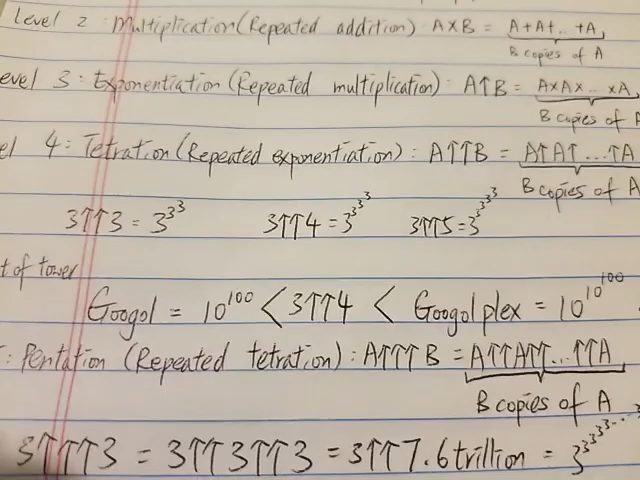 Level 2: Multiplication (Repeated addition) A×B = A+A+...+A,
B copies of A
evel 3: Exponentiation (Repeated multiplication): A↑B = A×A×...×A,
B copies of A
el 4: Tetration (Repeated exponentiation): A↑↑B = A↑A↑...↑A
B copies of A
3↑↑3 = 3^3^3 3↑↑4 = 3^3^3^3 3↑↑5 = 3^3^3^3^3
t of tower
Googol = 10^100 < 3↑↑4 < Googolplex = 10^10^100
: Pentation (Repeated tetration): A↑↑↑B = A↑↑A↑↑...↑↑A
B copies of A
3↑↑↑3 = 3↑↑3↑↑3 = 3↑↑7.6 trillion = 3^3^3^3^3...3